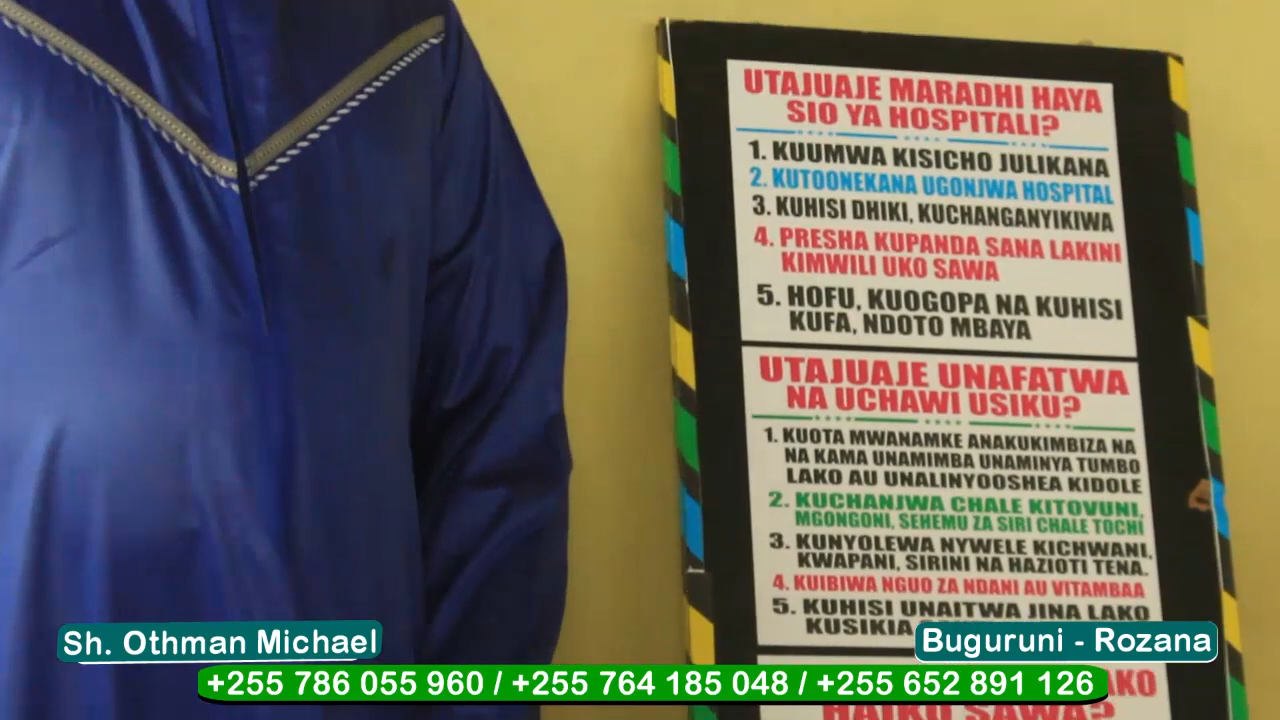 UTAJUAJE MARADHI HAYA
SIO YA HOSPITALI?
1. KUUMWA KISICHO JULIKANA
2. KUTOONEKANA UGONJWA HOSPITAL
3. KUHISI DHIKI, KUCHANGANYIKIWA
4. PRESHA KUPANDA SANA LAKINI
KIMWILI UKO SAWA
5. HOFU, KUOGOPA NA KUHISI
KUFA, NDOTO MBAYA
UTAJUAJE UNAFATWA
NA UCHAWI USIKU?
1. KUOTA MWANAMKE ANAKUKIMBIZA NA
NA KAMA UNAMIMBA UNAMINYA TUMBO
LAKO AU UNALINYOOSHEA KIDOLE
2. KUCHANJWA CHALE KITOVUNI,
MGONGONI, SEHEMU ZA SIRI CHALE TOCHI
3. KUNYOLEWA NYWELE KICHWANI,
KWAPANI, SIRINI NA HAZIOTI TENA.
4. KUIBIWA NGUO ZA NDANI AU VITAMBAA
5. KUHISI UNAITWA JINA LAKO
KUSIKIA
HAIKO SAWA?
Sh. Othman Michael
Buguruni - Rozana
+255 786 055 960 / +255 764 185 048 / +255 652 891 126